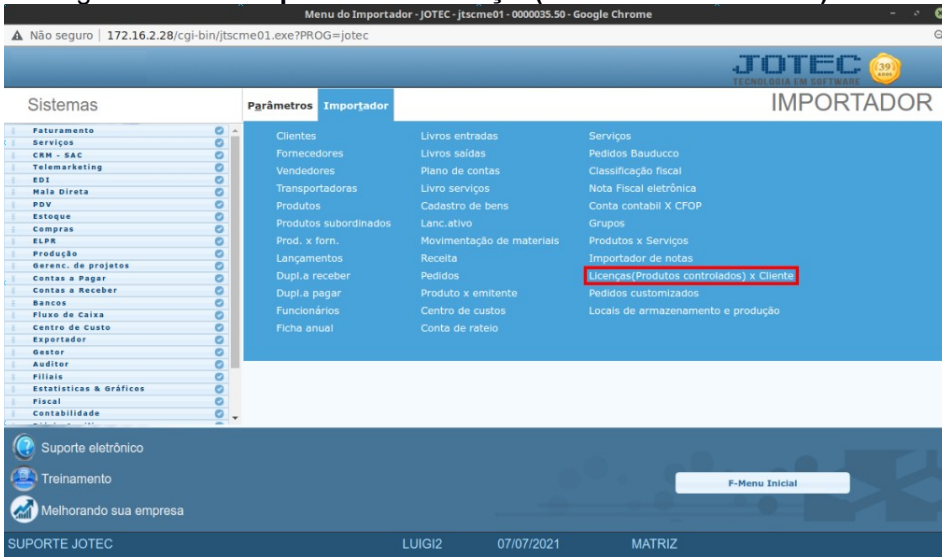 Menu do Importador - JOTEC - jtscme01 - 0000035.50 - Google Chrome
Não seguro | 172.16.2.28/cgi-bin/jtscme01.exe?PROG=jotec
JOTEC
TECNOLOGIA EM SOFTWARE
39
Sistemas
Parâmetros Importador
IMPORTADOR
Faturamento
Serviços
CRM - SAC
Telemarketing
EDI
Mala Direta
PDV
Estoque
Compras
ELPR
Produção
Gerenc. de projetos
Contas a Pagar
Contas a Receber
Bancos
Fluxo de Caixa
Centro de Custo
Exportador
Gestor
Auditor
Filiais
Estatísticas & Gráficos
Fiscal
Contabilidade
Clientes
Fornecedores
Vendedores
Transportadoras
Produtos
Produtos subordinados
Prod. x forn.
Lançamentos
Dupl.a receber
Dupl.a pagar
Funcionários
Ficha anual
Livros entradas
Livros saídas
Plano de contas
Livro serviços
Cadastro de bens
Lanc.ativo
Movimentação de materiais
Receita
Pedidos
Produto x emitente
Centro de custos
Conta de rateio
Serviços
Pedidos Bauducco
Classificação fiscal
Nota Fiscal eletrônica
Conta contabil X CFOP
Grupos
Produtos x Serviços
Importador de notas
Licenças(Produtos controlados) x Cliente
Pedidos customizados
Locais de armazenamento e produção
Suporte eletrônico
Treinamento
Melhorando sua empresa
F-Menu Inicial
SUPORTE JOTEC LUIGI2 07/07/2021 MATRIZ